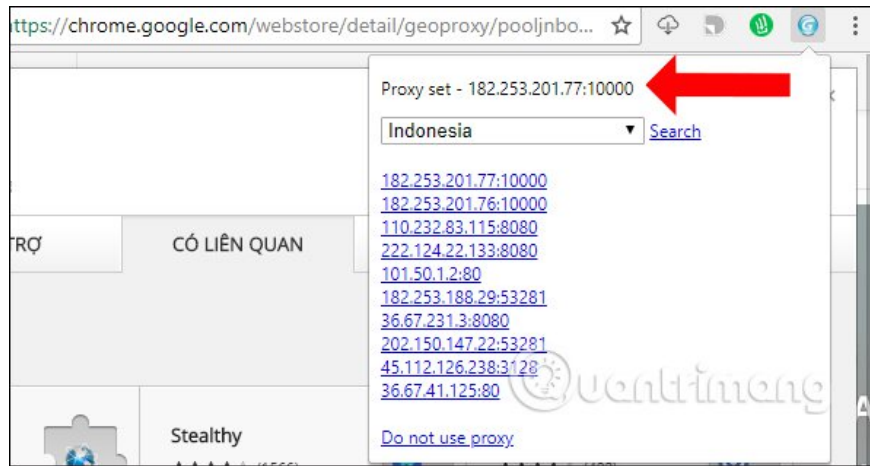 ttps://chrome.google.com/webstore/detail/geoproxy/pooljnbo...
Proxy set - 182.253.201.77:10000
Indonesia
Search
182.253.201.77:10000
182.253.201.76:10000
110.232.83.115:8080
222.124.22.133:8080
101.50.1.2:80
182.253.188.29:53281
36.67.231.3:8080
202.150.147.22:53281
45.112.126.238:3128
36.67.41.125:80
Do not use proxy
TRỢ
CÓ LIÊN QUAN
Stealthy
Quantrimang